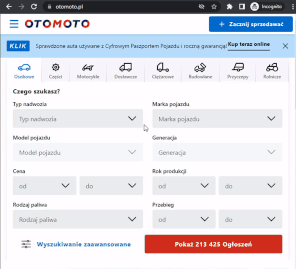 otomoto.pl
Incognito
OTOMOTO
+ Zacznij sprzedawać
KLIK
Sprawdzone auta używane z Cyfrowym Paszportem Pojazdu i roczną gwarancją!
Kup teraz online
Osobowe
Części
Motocykle
Dostawcze
Ciężarowe
Budowlane
Przyczepy
Rolnicze
Czego szukasz?
Typ nadwozia
Marka pojazdu
Typ nadwozia
Marka pojazdu
Model pojazdu
Generacja
Model pojazdu
Generacja
Cena
Rok produkcji
od
do
od
do
Rodzaj paliwa
Przebieg
Rodzaj paliwa
od
do
Wyszukiwanie zaawansowane
Pokaż 213 425 Ogłoszeń